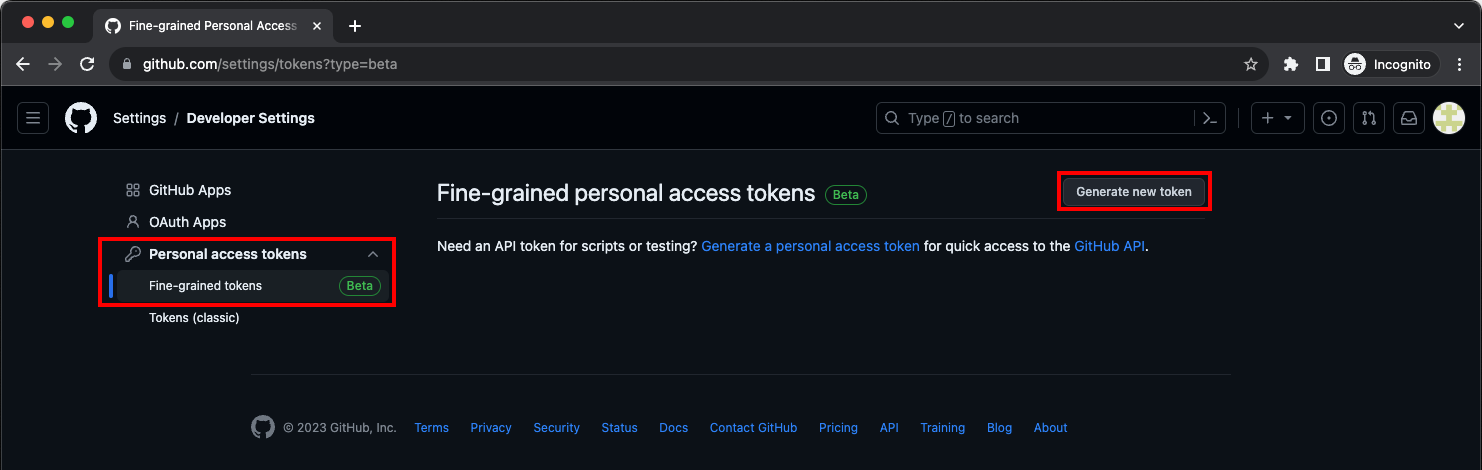 Fine-grained Personal Access
github.com/settings/tokens?type=beta
Incognito
Settings / Developer Settings
Type / to search
GitHub Apps
OAuth Apps
Personal access tokens
Fine-grained tokens Beta
Tokens (classic)
Fine-grained personal access tokens Beta
Generate new token
Need an API token for scripts or testing? Generate a personal access token for quick access to the GitHub API.
© 2023 GitHub, Inc. Terms Privacy Security Status Docs Contact GitHub Pricing API Training Blog About